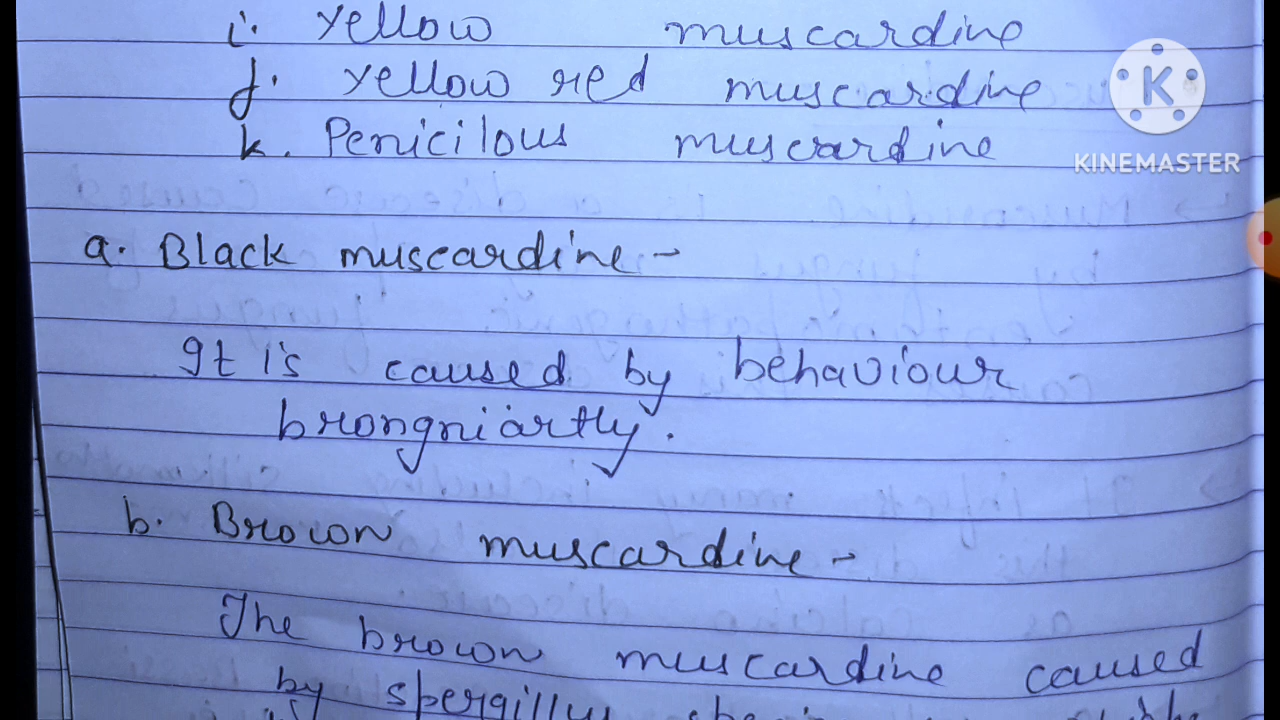 i. Yellow muscardine
j. Yellow red muscardine
k. Penicilous muscardine
KINEMASTER
a. Black muscardine -
It is caused by behaviour
brongniartly.
b. Brown muscardine -
The brown muscardine caused
by spergillus